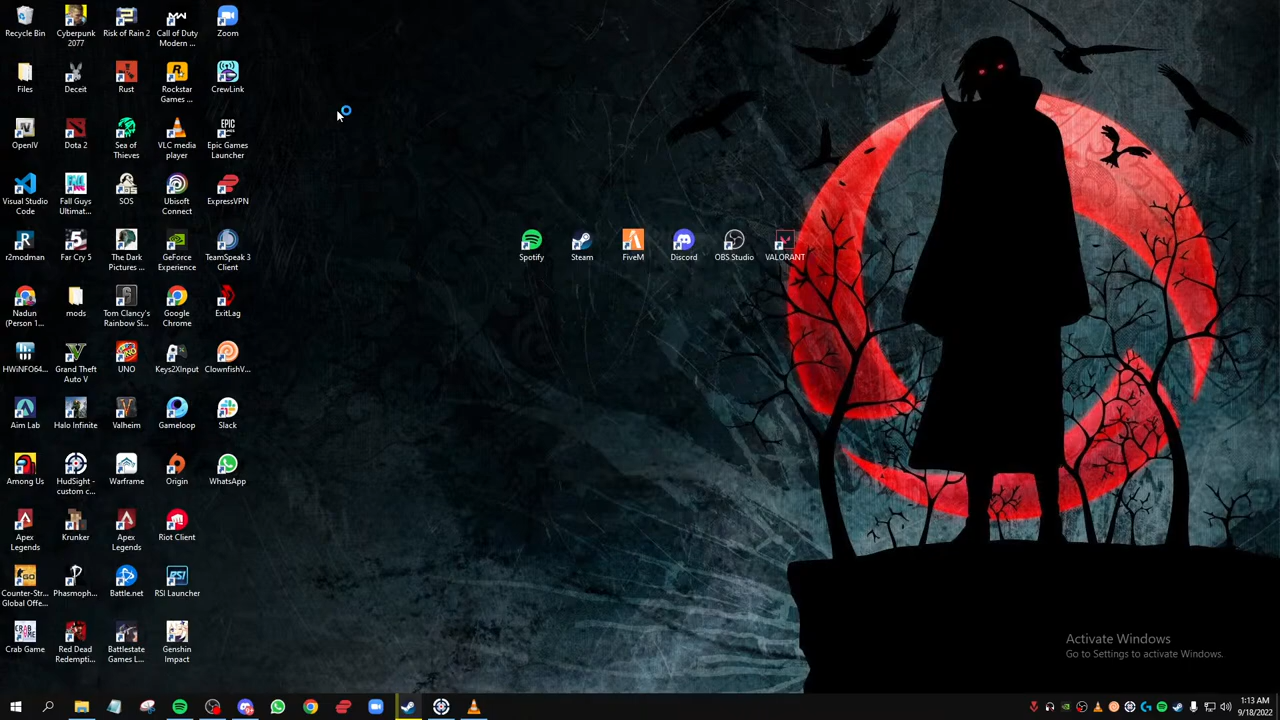 Recycle Bin
Cyberpunk
2077
Risk of Rain 2
Call of Duty
Modern ...
Zoom
Files
Deceit
Rust
Rockstar
Games ...
CrewLink
OpenIV
Dota 2
Sea of
Thieves
VLC media
player
EPIC
GAMES
Epic Games
Launcher
Visual Studio
Code
Fall Guys
Ultimat...
SOS
Ubisoft
Connect
ExpressVPN
r2modman
Far Cry 5
The Dark
Pictures ...
GeForce
Experience
TeamSpeak 3
Client
Spotify
Steam
FiveM
Discord
OBS Studio
VALORANT
Nadun
(Person 1...
mods
Tom Clancy's
Rainbow Si...
Google
Chrome
ExitLag
HWiNFO64...
Grand Theft
Auto V
UNO
Keys2XInput
ClownfishV...
Aim Lab
Halo Infinite
Valheim
Gameloop
Slack
Among Us
HudSight -
custom c...
Warframe
Origin
WhatsApp
Apex
Legends
Krunker
Apex
Legends
Riot Client
Counter-Str...
Global Offe...
Phasmoph...
Battle.net
RSI Launcher
Crab Game
Red Dead
Redempti...
Battlestate
Games L...
Genshin
Impact
Activate Windows
Go to Settings to activate Windows.
1:13 AM
9/18/2022